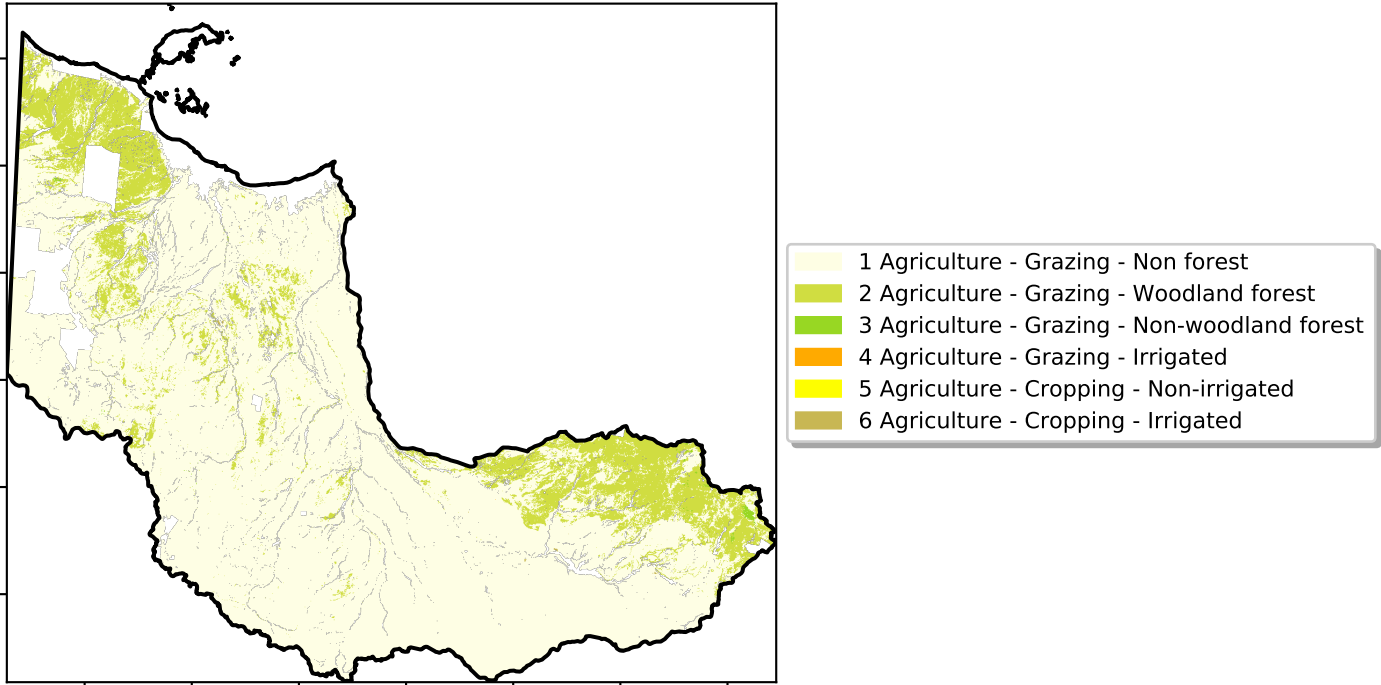 1 Agriculture - Grazing - Non forest
2 Agriculture - Grazing - Woodland forest
3 Agriculture - Grazing - Non-woodland forest
4 Agriculture - Grazing - Irrigated
5 Agriculture - Cropping - Non-irrigated
6 Agriculture - Cropping - Irrigated